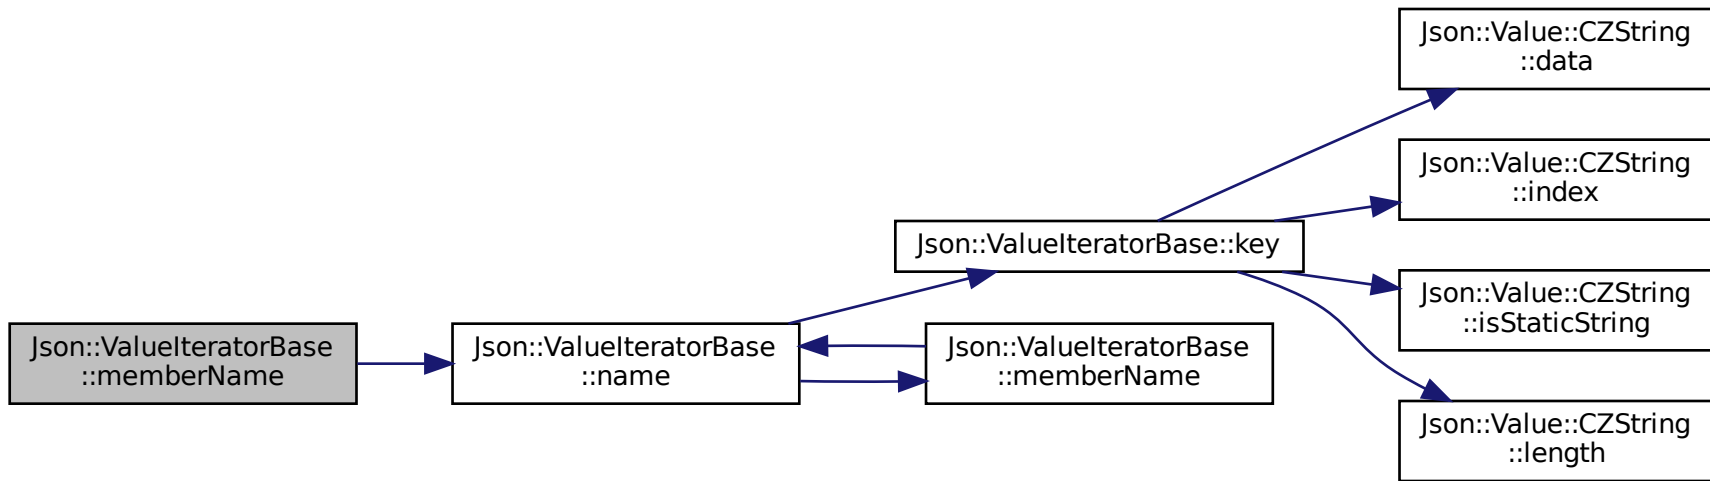 Json::ValueIteratorBase
::memberName
Json::ValueIteratorBase
::name
Json::ValueIteratorBase::key
Json::ValueIteratorBase
::memberName
Json::Value::CZString
::data
Json::Value::CZString
::index
Json::Value::CZString
::isStaticString
Json::Value::CZString
::length